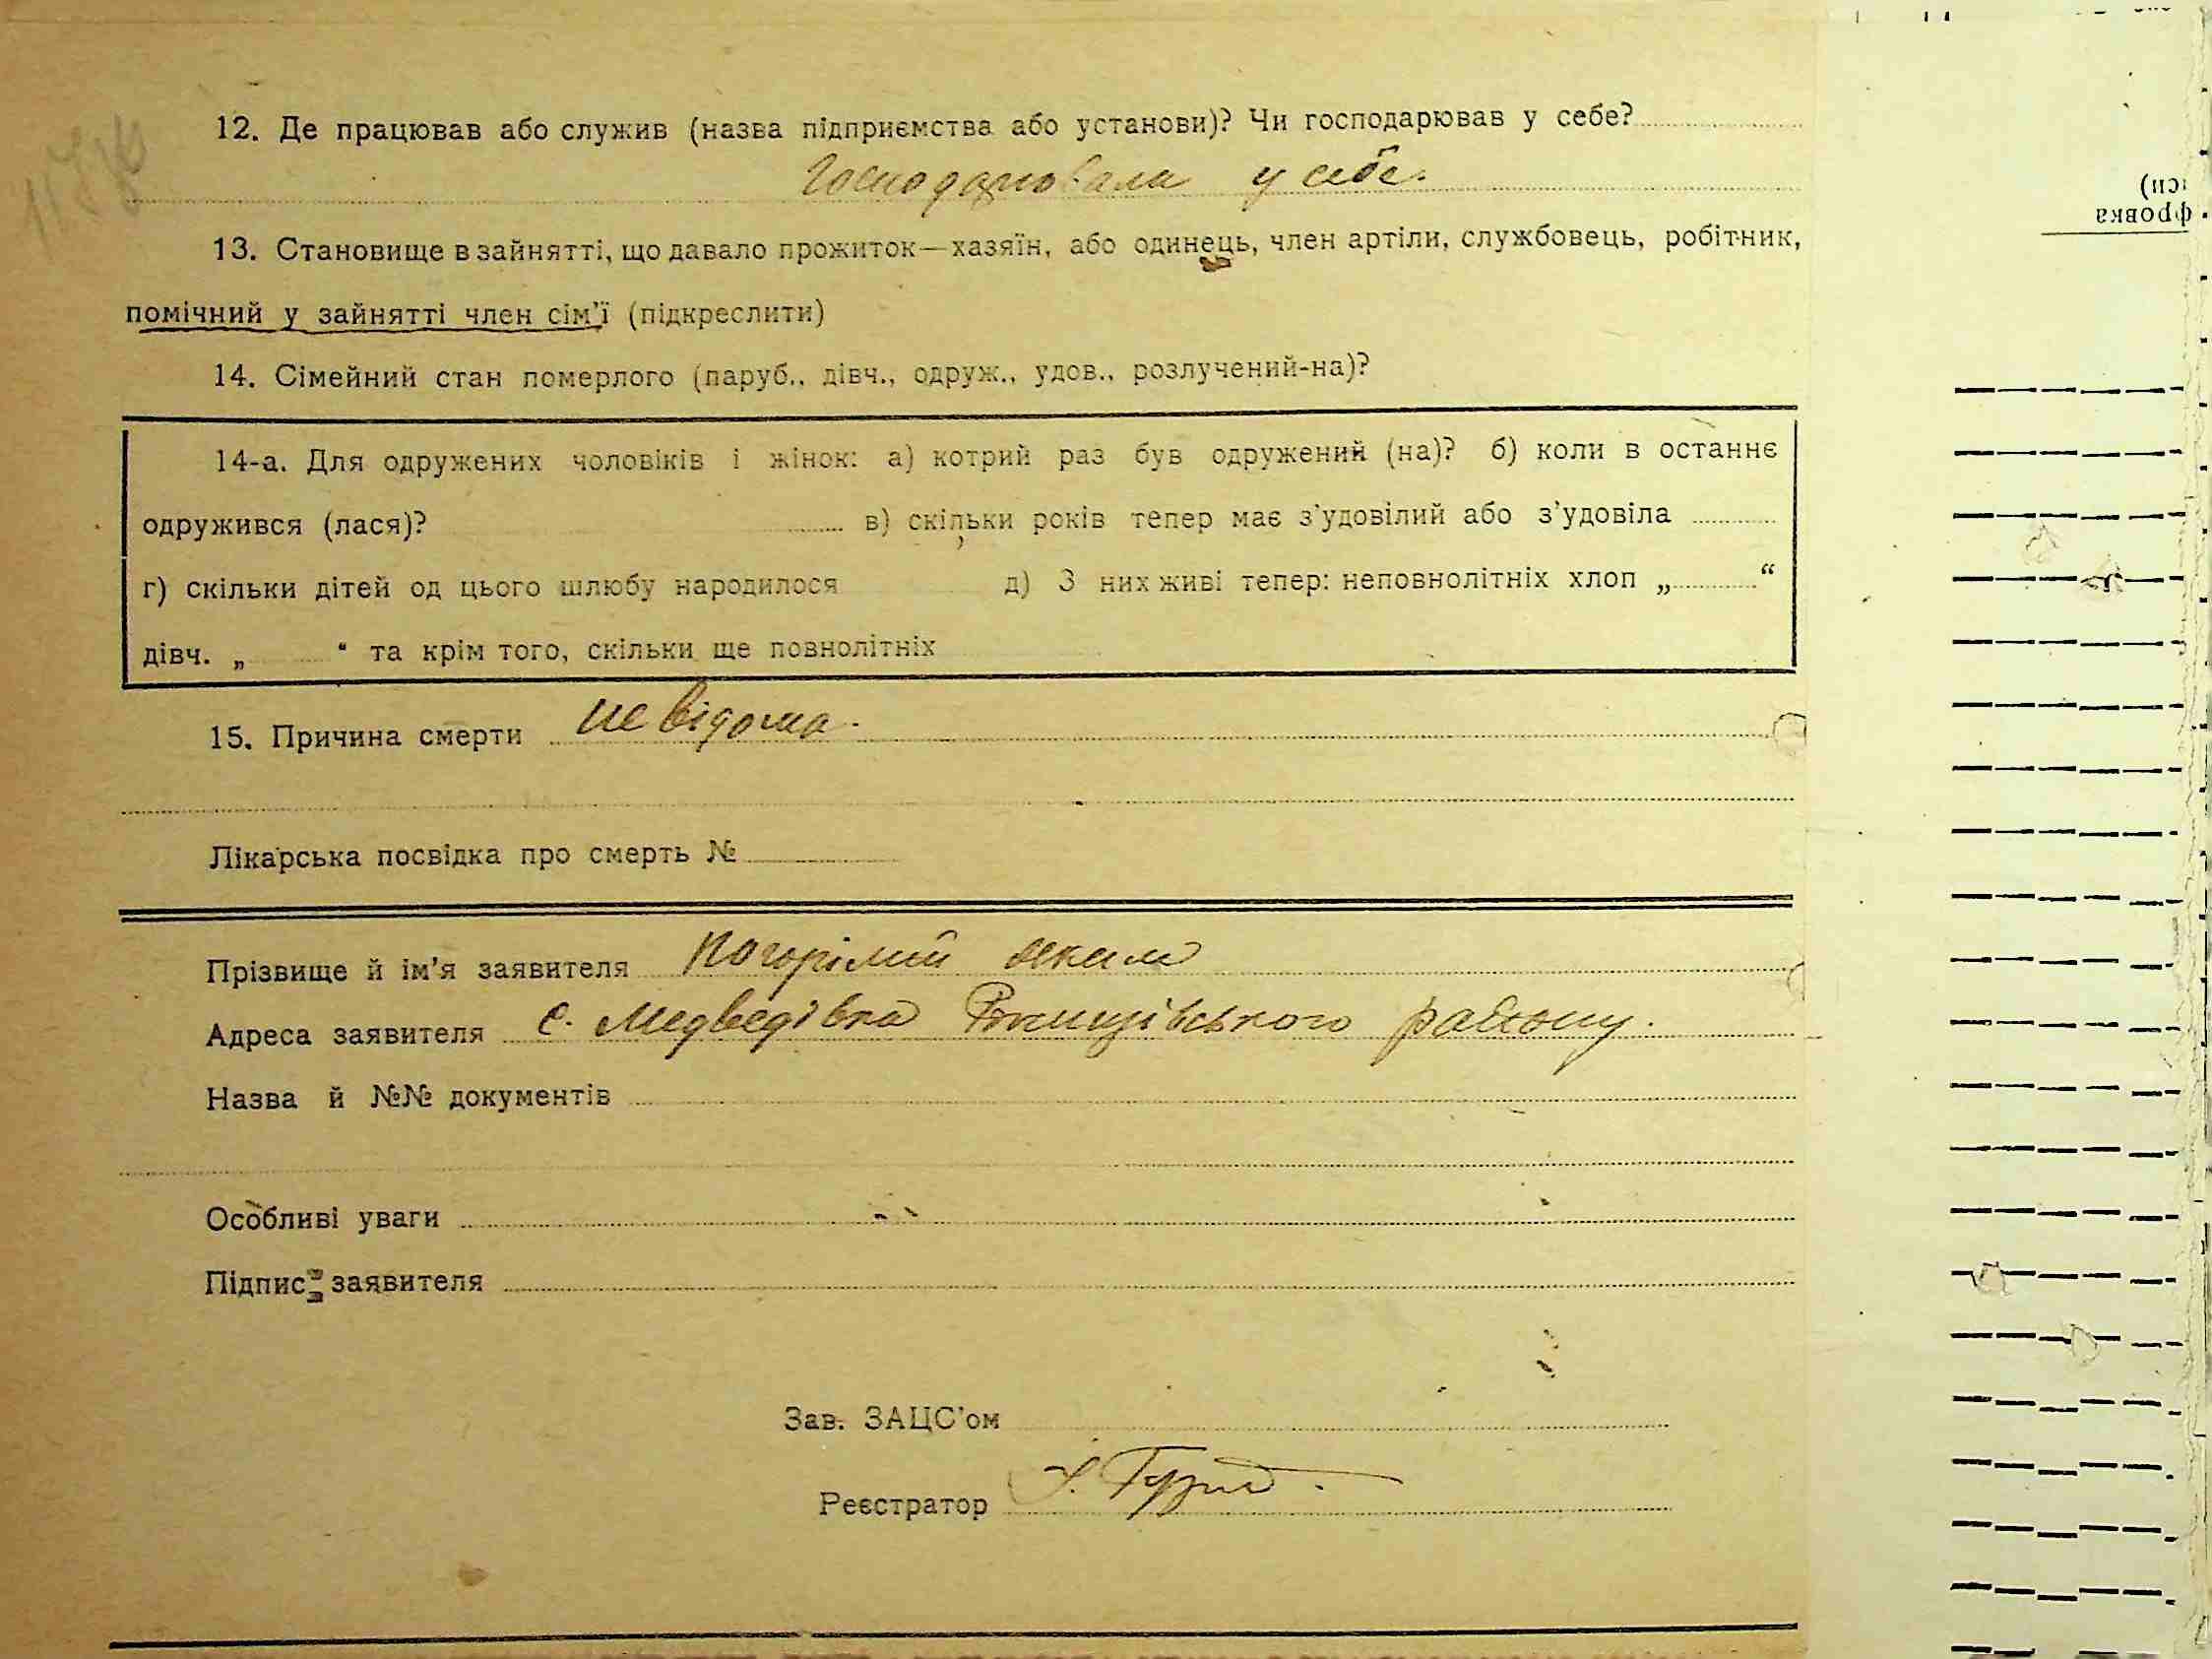 12. Де працював або служив (назва підприємства або установи)? Чи господарював у себе?
Господарювала у себе.
13. Становище в зайнятті, що давало прожиток—хазяїн, або одинець, член артіли, службовець, робітник,
помічний у зайнятті член сім'ї (підкреслити)
14. Сімейний стан померлого (паруб., дівч., одруж., удов., розлучений-на)?
14-а. Для одружених чоловіків і жінок: а) котрий раз був одружений (на)? б) коли в останнє
одружився (лася)? в) скільки років тепер має з'удовілий або з'удовіла
г) скільки дітей од цього шлюбу народилося д) З них живі тепер: неповнолітніх хлоп „ “
дівч. „ “ та крім того, скільки ще повнолітніх
15. Причина смерти не відома.
Лікарська посвідка про смерть №
Прізвище й ім'я заявителя Погорілий Яким
Адреса заявителя с. Медведівка району.
Назва й №№ документів
Особливі уваги
Підпис заявителя
Зав. ЗАЦС'ом
Реєстратор
фровка